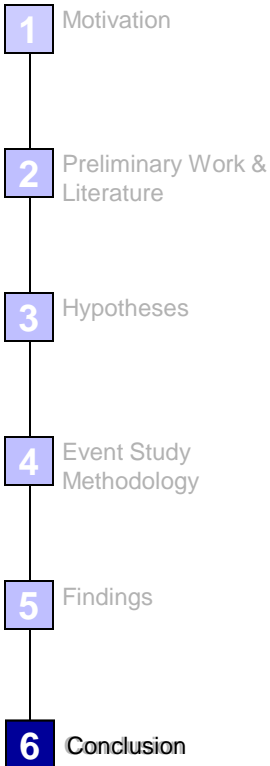 1
Motivation
2
Preliminary Work &
Literature
3
Hypotheses
4
Event Study
Methodology
5
Findings
6
Conclusion